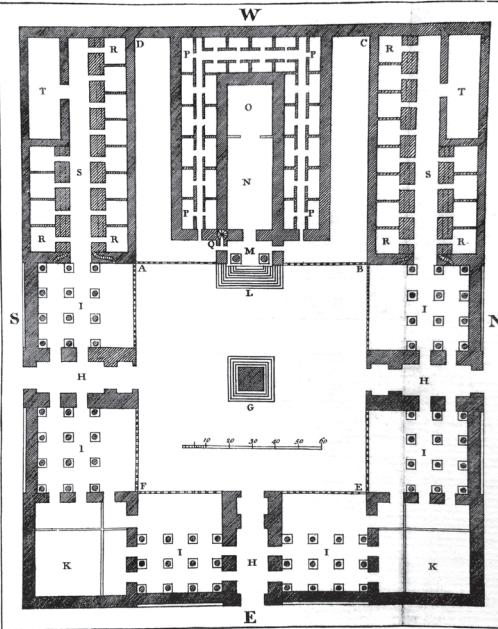 W
R D P P C R
T O T
S N S
R R P Q P R R
M
A B
L
I I
S N
H H
G
10 20 30 40 50 60
I I
F E
I H I
K K
E